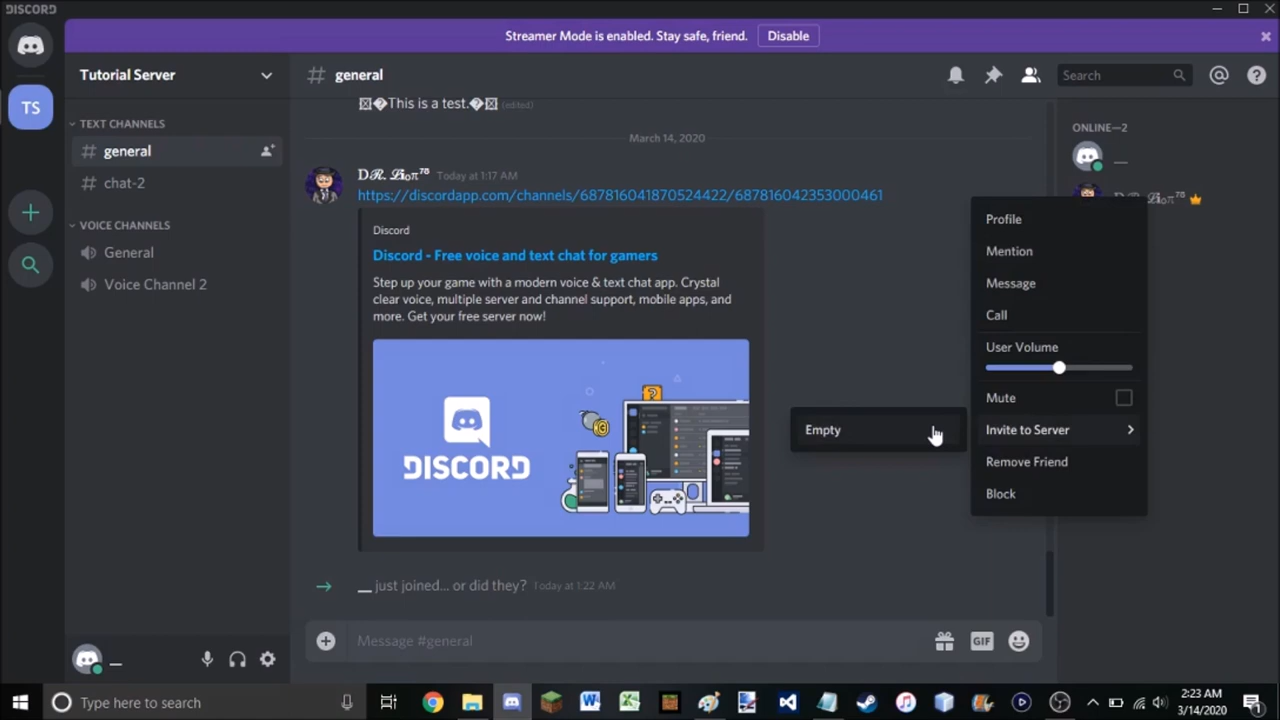 DISCORD
Streamer Mode is enabled. Stay safe, friend.
Disable
TS
Tutorial Server
TEXT CHANNELS
# general
# chat-2
VOICE CHANNELS
General
Voice Channel 2
# general
Search
This is a test.
(edited)
March 14, 2020
Today at 1:17 AM
https://discordapp.com/channels/687816041870524422/687816042353000461
Discord
Discord - Free voice and text chat for gamers
Step up your game with a modern voice & text chat app. Crystal
clear voice, multiple server and channel support, mobile apps, and
more. Get your free server now!
DISCORD
__ just joined... or did they? Today at 1:22 AM
Message #general
GIF
__
ONLINE—2
__
Profile
Mention
Message
Call
User Volume
Mute
Invite to Server
Remove Friend
Block
Empty
Type here to search
2:23 AM
3/14/2020